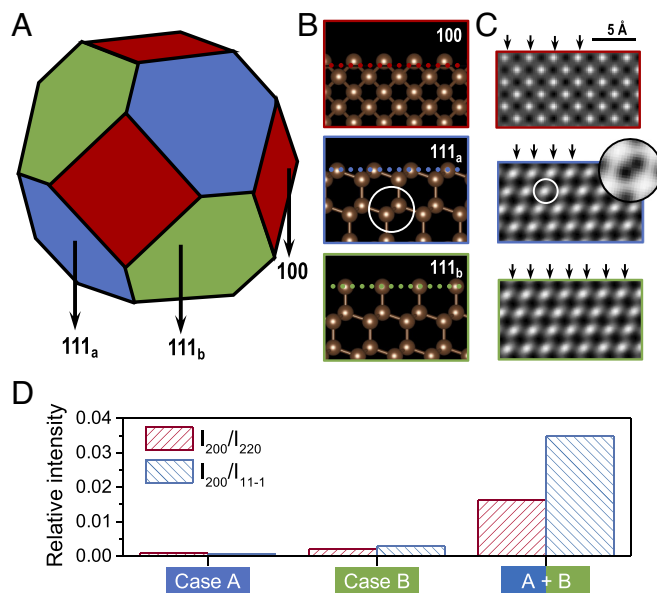 A
B
C
100
5 Å
111a
111b
100
111a
111b
D
Relative intensity
0.04
0.03
0.02
0.01
0.00
I200/I220
I200/I11-1
Case A
Case B
A + B